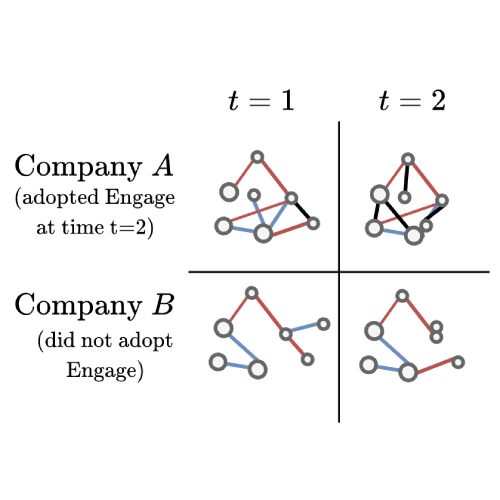 t = 1
t = 2
Company A
(adopted Engage
at time t=2)
Company B
(did not adopt
Engage)